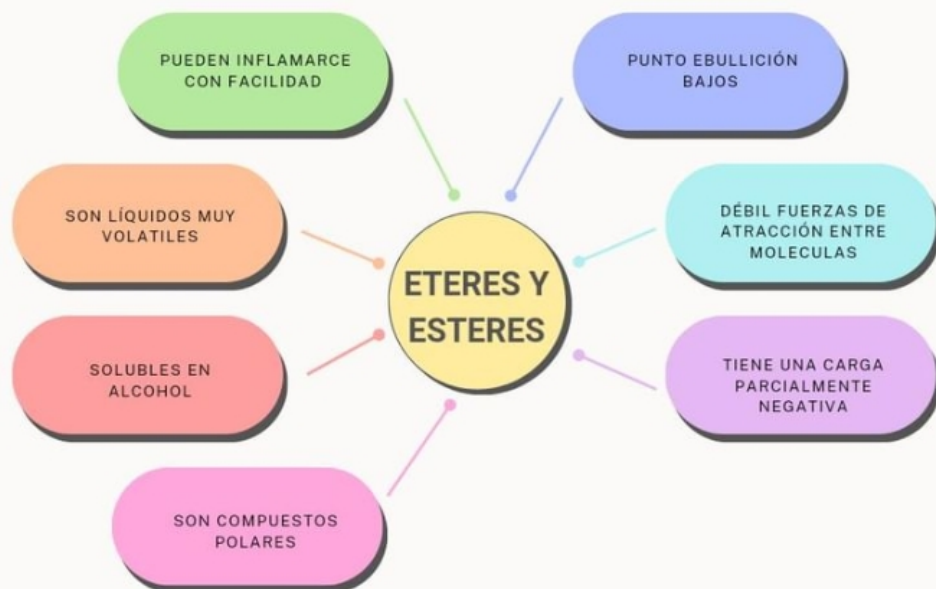 PUEDEN INFLAMARCE
CON FACILIDAD
PUNTO EBULLICIÓN
BAJOS
SON LÍQUIDOS MUY
VOLATILES
DÉBIL FUERZAS DE
ATRACCIÓN ENTRE
MOLECULAS
ETERES Y
ESTERES
SOLUBLES EN
ALCOHOL
TIENE UNA CARGA
PARCIALMENTE
NEGATIVA
SON COMPUESTOS
POLARES